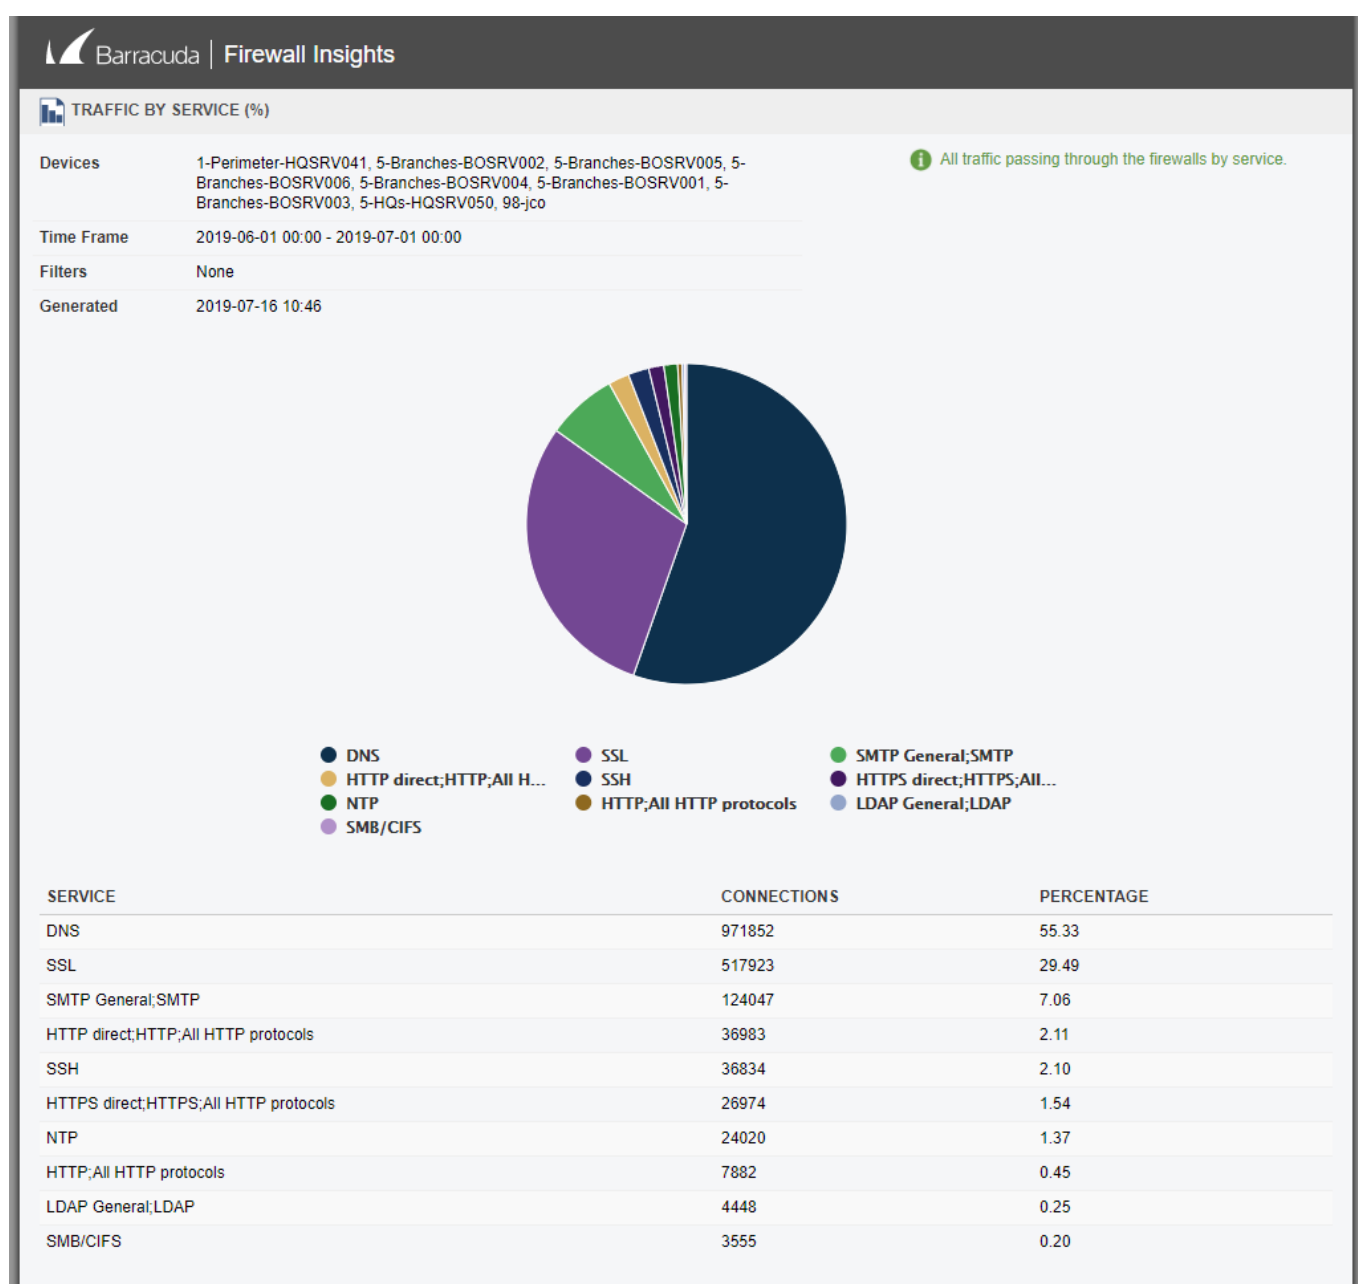 Barracuda | Firewall Insights
TRAFFIC BY SERVICE (%)
Devices 1-Perimeter-HQSRV041, 5-Branches-BOSRV002, 5-Branches-BOSRV005, 5-
Branches-BOSRV006, 5-Branches-BOSRV004, 5-Branches-BOSRV001, 5-
Branches-BOSRV003, 5-HQs-HQSRV050, 98-jco
All traffic passing through the firewalls by service.
Time Frame 2019-06-01 00:00 - 2019-07-01 00:00
Filters None
Generated 2019-07-16 10:46
DNS SSL SMTP General;SMTP
HTTP direct;HTTP;All H... SSH HTTPS direct;HTTPS;All...
NTP HTTP;All HTTP protocols LDAP General;LDAP
SMB/CIFS
SERVICE CONNECTIONS PERCENTAGE
DNS 971852 55.33
SSL 517923 29.49
SMTP General;SMTP 124047 7.06
HTTP direct;HTTP;All HTTP protocols 36983 2.11
SSH 36834 2.10
HTTPS direct;HTTPS;All HTTP protocols 26974 1.54
NTP 24020 1.37
HTTP;All HTTP protocols 7882 0.45
LDAP General;LDAP 4448 0.25
SMB/CIFS 3555 0.20